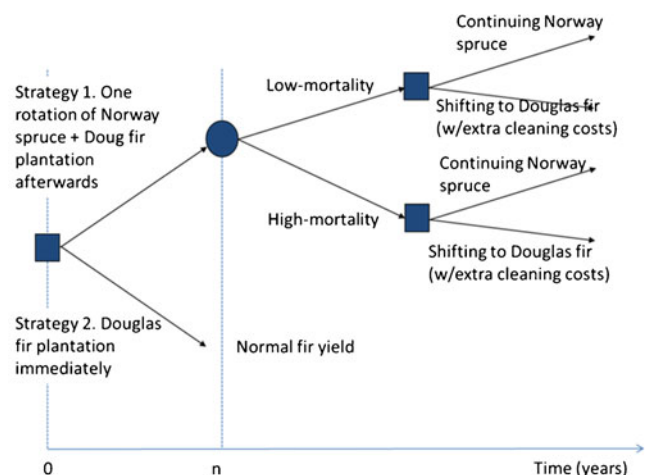 Continuing Norway
spruce
Low-mortality
Shifting to Douglas fir
(w/extra cleaning costs)
Strategy 1. One
rotation of Norway
spruce + Doug fir
plantation
afterwards
Continuing Norway
spruce
High-mortality
Shifting to Douglas fir
(w/extra cleaning costs)
Strategy 2. Douglas
fir plantation
immediately
Normal fir yield
0
n
Time (years)